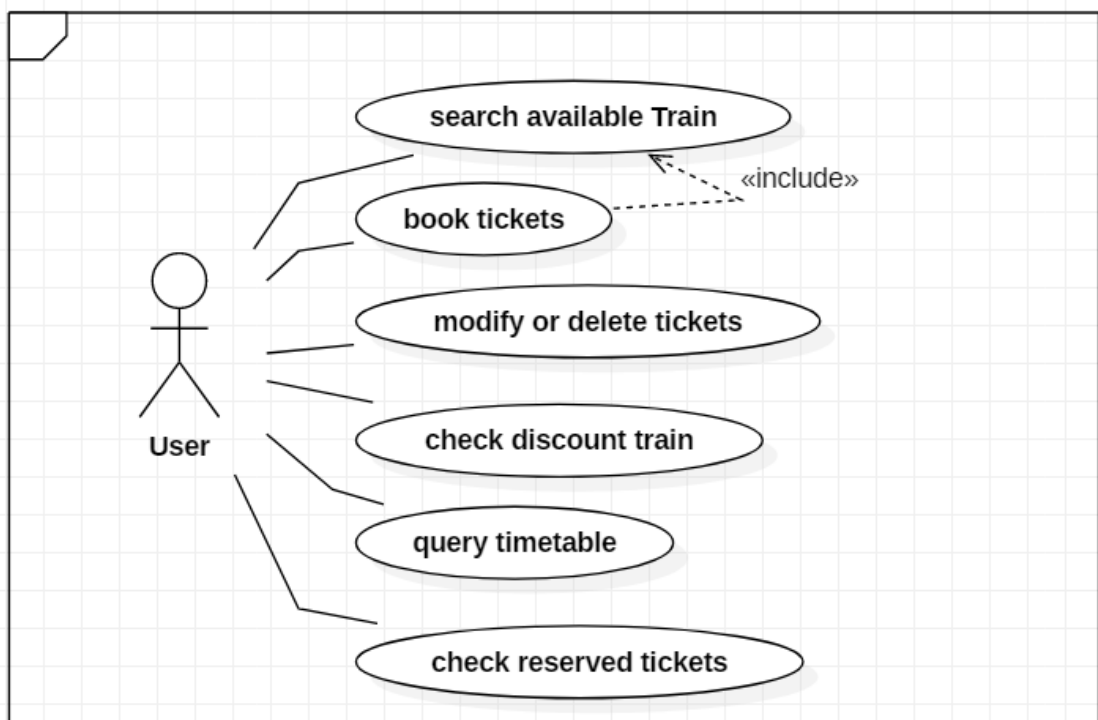 search available Train
«include»
book tickets
modify or delete tickets
check discount train
User
query timetable
check reserved tickets